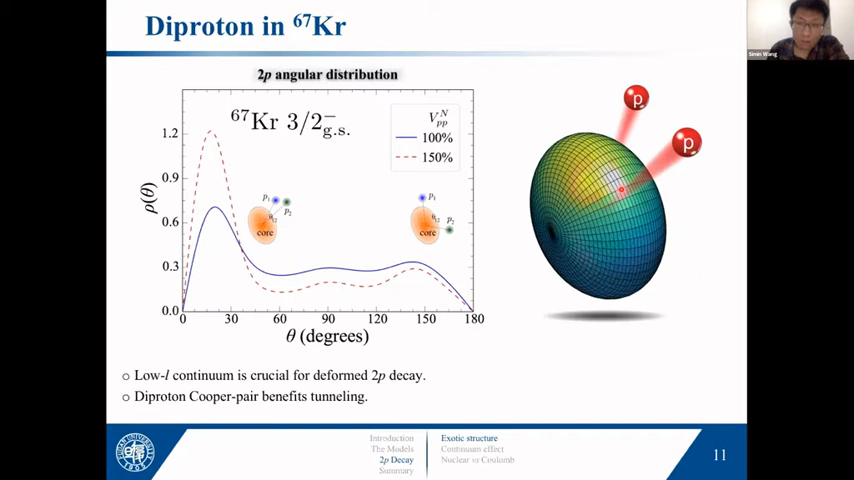 Diproton in ⁶⁷Kr
Simin Wang
2p angular distribution
⁶⁷Kr 3/2⁻g.s.
V^N_pp
100%
150%
1.2
0.9
0.6
0.3
0.0
ρ(θ)
p₁
p₂
θ₁₂
core
p₁
p₂
θ₁₂
core
0
30
60
90
120
150
180
θ (degrees)
p
p
○ Low-l continuum is crucial for deformed 2p decay.
○ Diproton Cooper-pair benefits tunneling.
Introduction
The Models
2p Decay
Summary
Exotic structure
Continuum effect
Nuclear vs Coulomb
11